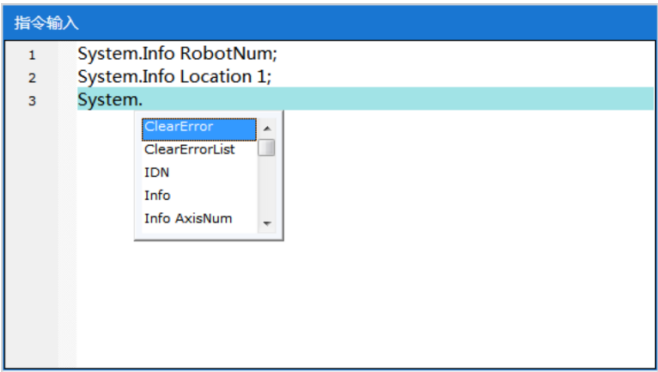 指令输入
1 System.Info RobotNum;
2 System.Info Location 1;
3 System.
ClearError
ClearErrorList
IDN
Info
Info AxisNum